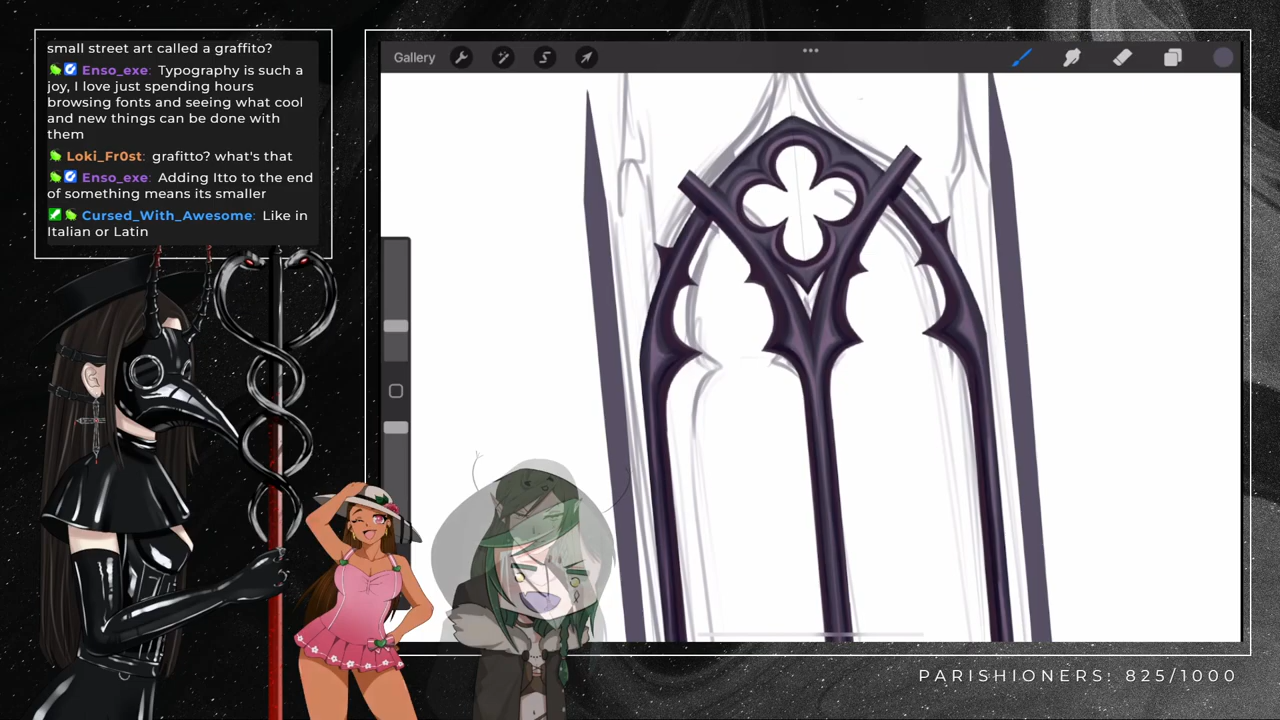 small street art called a graffito?
Enso_exe: Typography is such a
joy, I love just spending hours
browsing fonts and seeing what cool
and new things can be done with
them
Loki_Fr0st: grafitto? what's that
Enso_exe: Adding Itto to the end
of something means its smaller
Cursed_With_Awesome: Like in
Italian or Latin
Gallery
PARISHIONERS: 825/1000